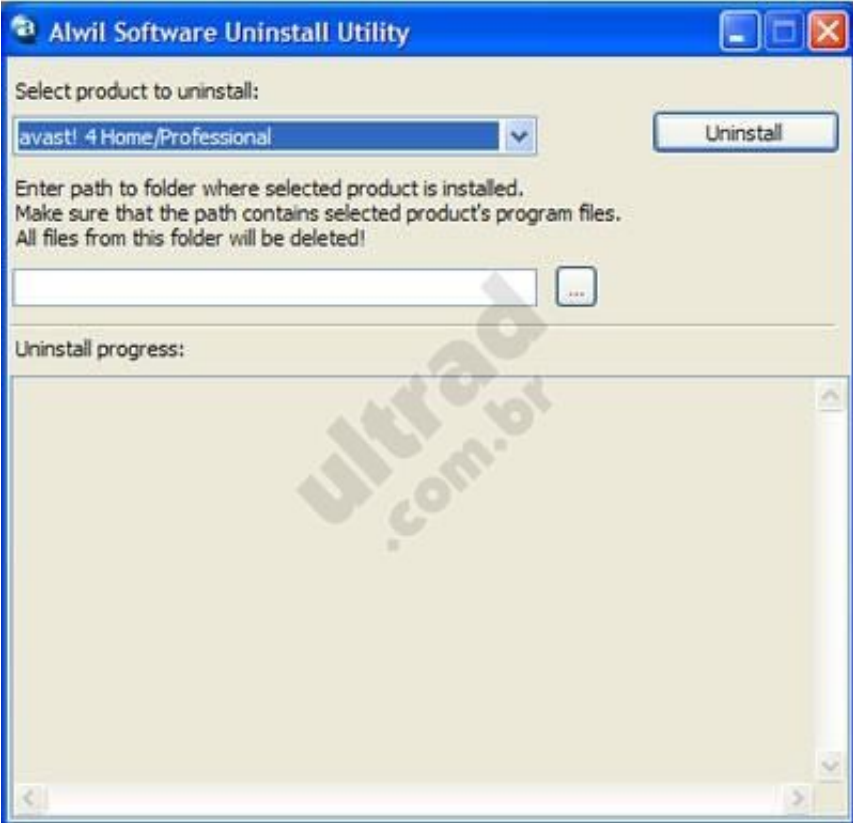 Alwil Software Uninstall Utility
Select product to uninstall:
avast! 4 Home/Professional
Uninstall
Enter path to folder where selected product is installed.
Make sure that the path contains selected product's program files.
All files from this folder will be deleted!
...
Uninstall progress:
ultrad
.com.br